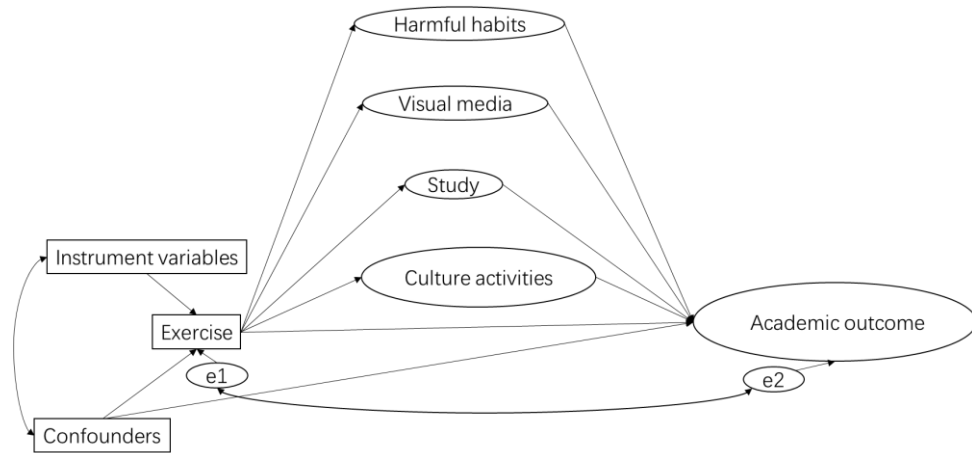 Harmful habits
Visual media
Study
Instrument variables
Culture activities
Exercise
Academic outcome
e1
e2
Confounders